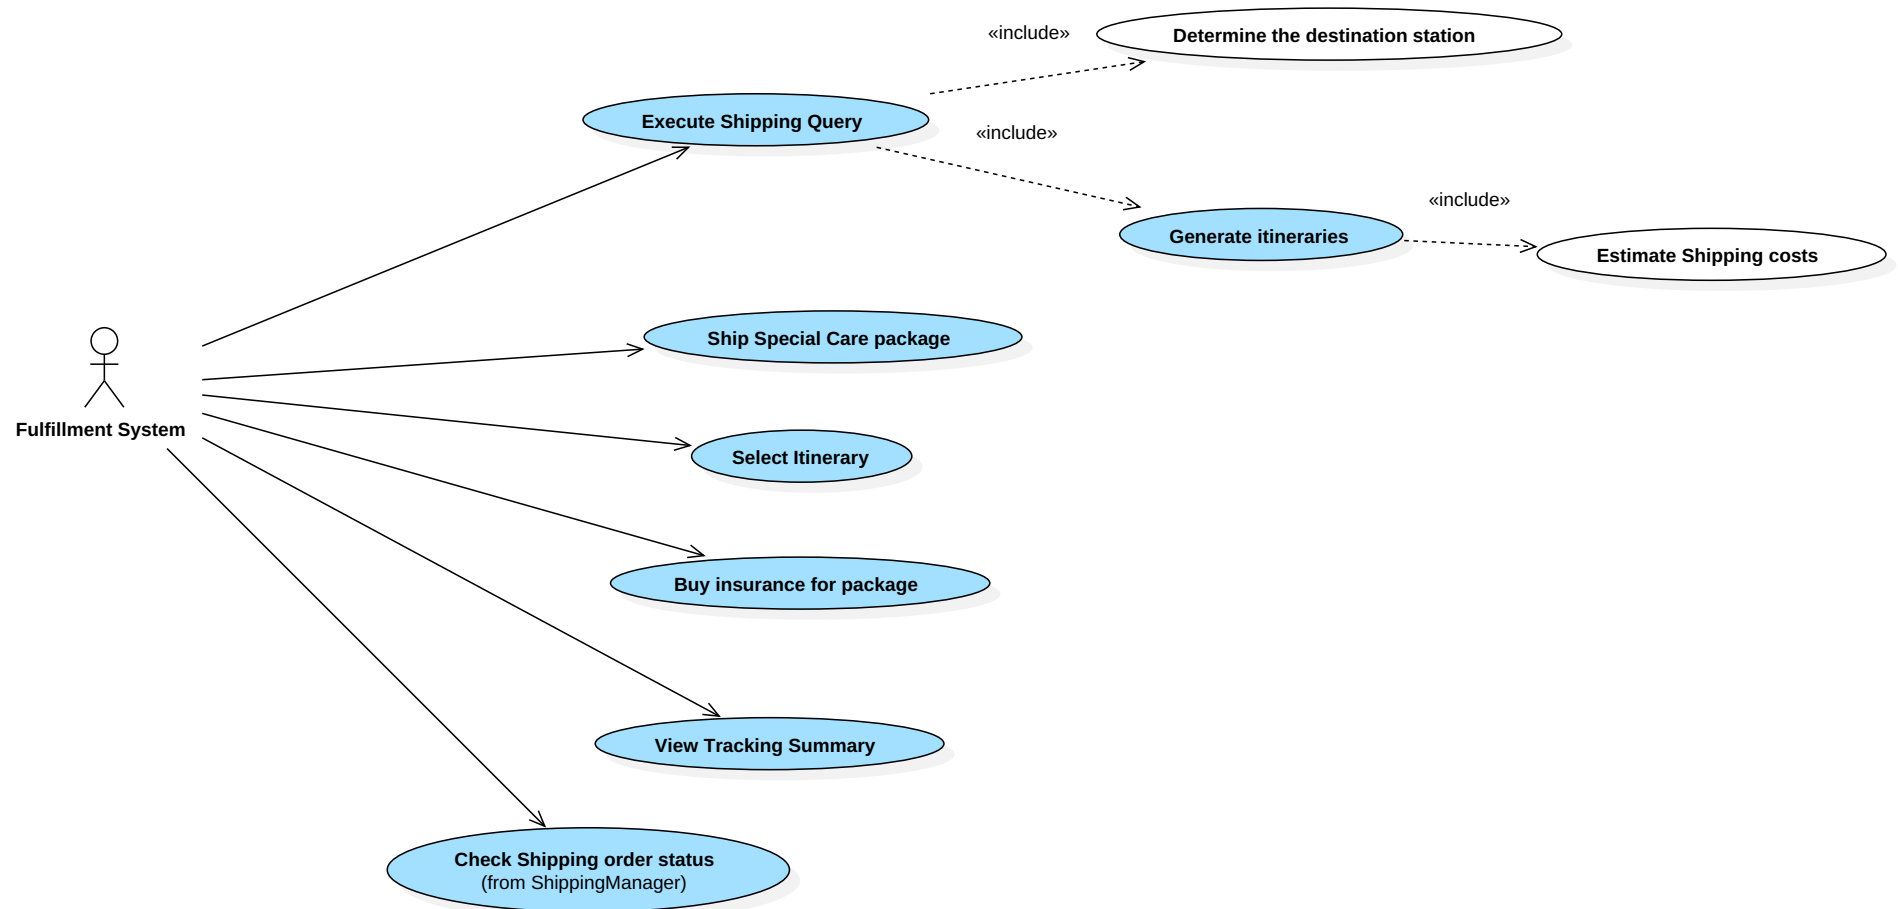 «include»
Determine the destination station
Execute Shipping Query
«include»
«include»
Generate itineraries
Estimate Shipping costs
Ship Special Care package
Fulfillment System
Select Itinerary
Buy insurance for package
View Tracking Summary
Check Shipping order status
(from ShippingManager)